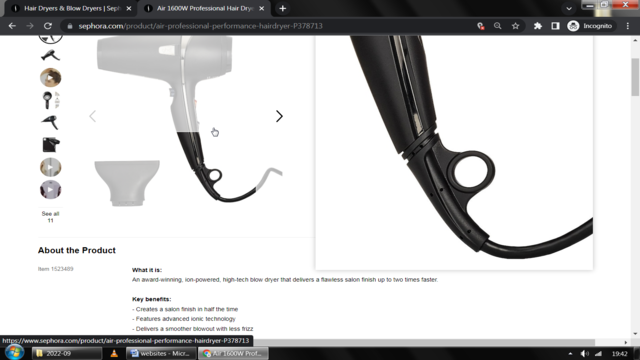 Hair Dryers & Blow Dryers | Seph
Air 1600W Professional Hair Drye
sephora.com/product/air-professional-performance-hairdryer-P378713
Incognito
See all
11
About the Product
Item 1523489
What it is:
An award-winning, ion-powered, high-tech blow dryer that delivers a flawless salon finish up to two times faster.
Key benefits:
- Creates a salon finish in half the time
- Features advanced ionic technology
- Delivers a smoother blowout with less frizz
https://www.sephora.com/product/air-professional-performance-hairdryer-P378713
2022-09
websites - Micr...
Air 1600W Prof...
19:42